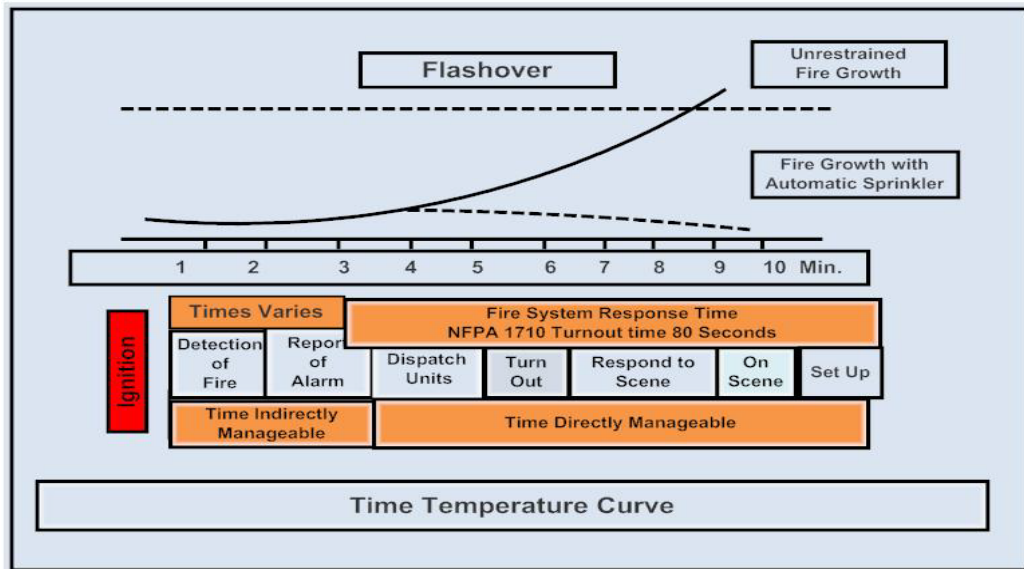 Unrestrained
Fire Growth
Flashover
Fire Growth with
Automatic Sprinkler
1 2 3 4 5 6 7 8 9 10 Min.
Times Varies
Fire System Response Time
NFPA 1710 Turnout time 80 Seconds
Ignition
Detection
of
Fire
Report
of
Alarm
Dispatch
Units
Turn
Out
Respond to
Scene
On
Scene
Set Up
Time Indirectly
Manageable
Time Directly Manageable
Time Temperature Curve